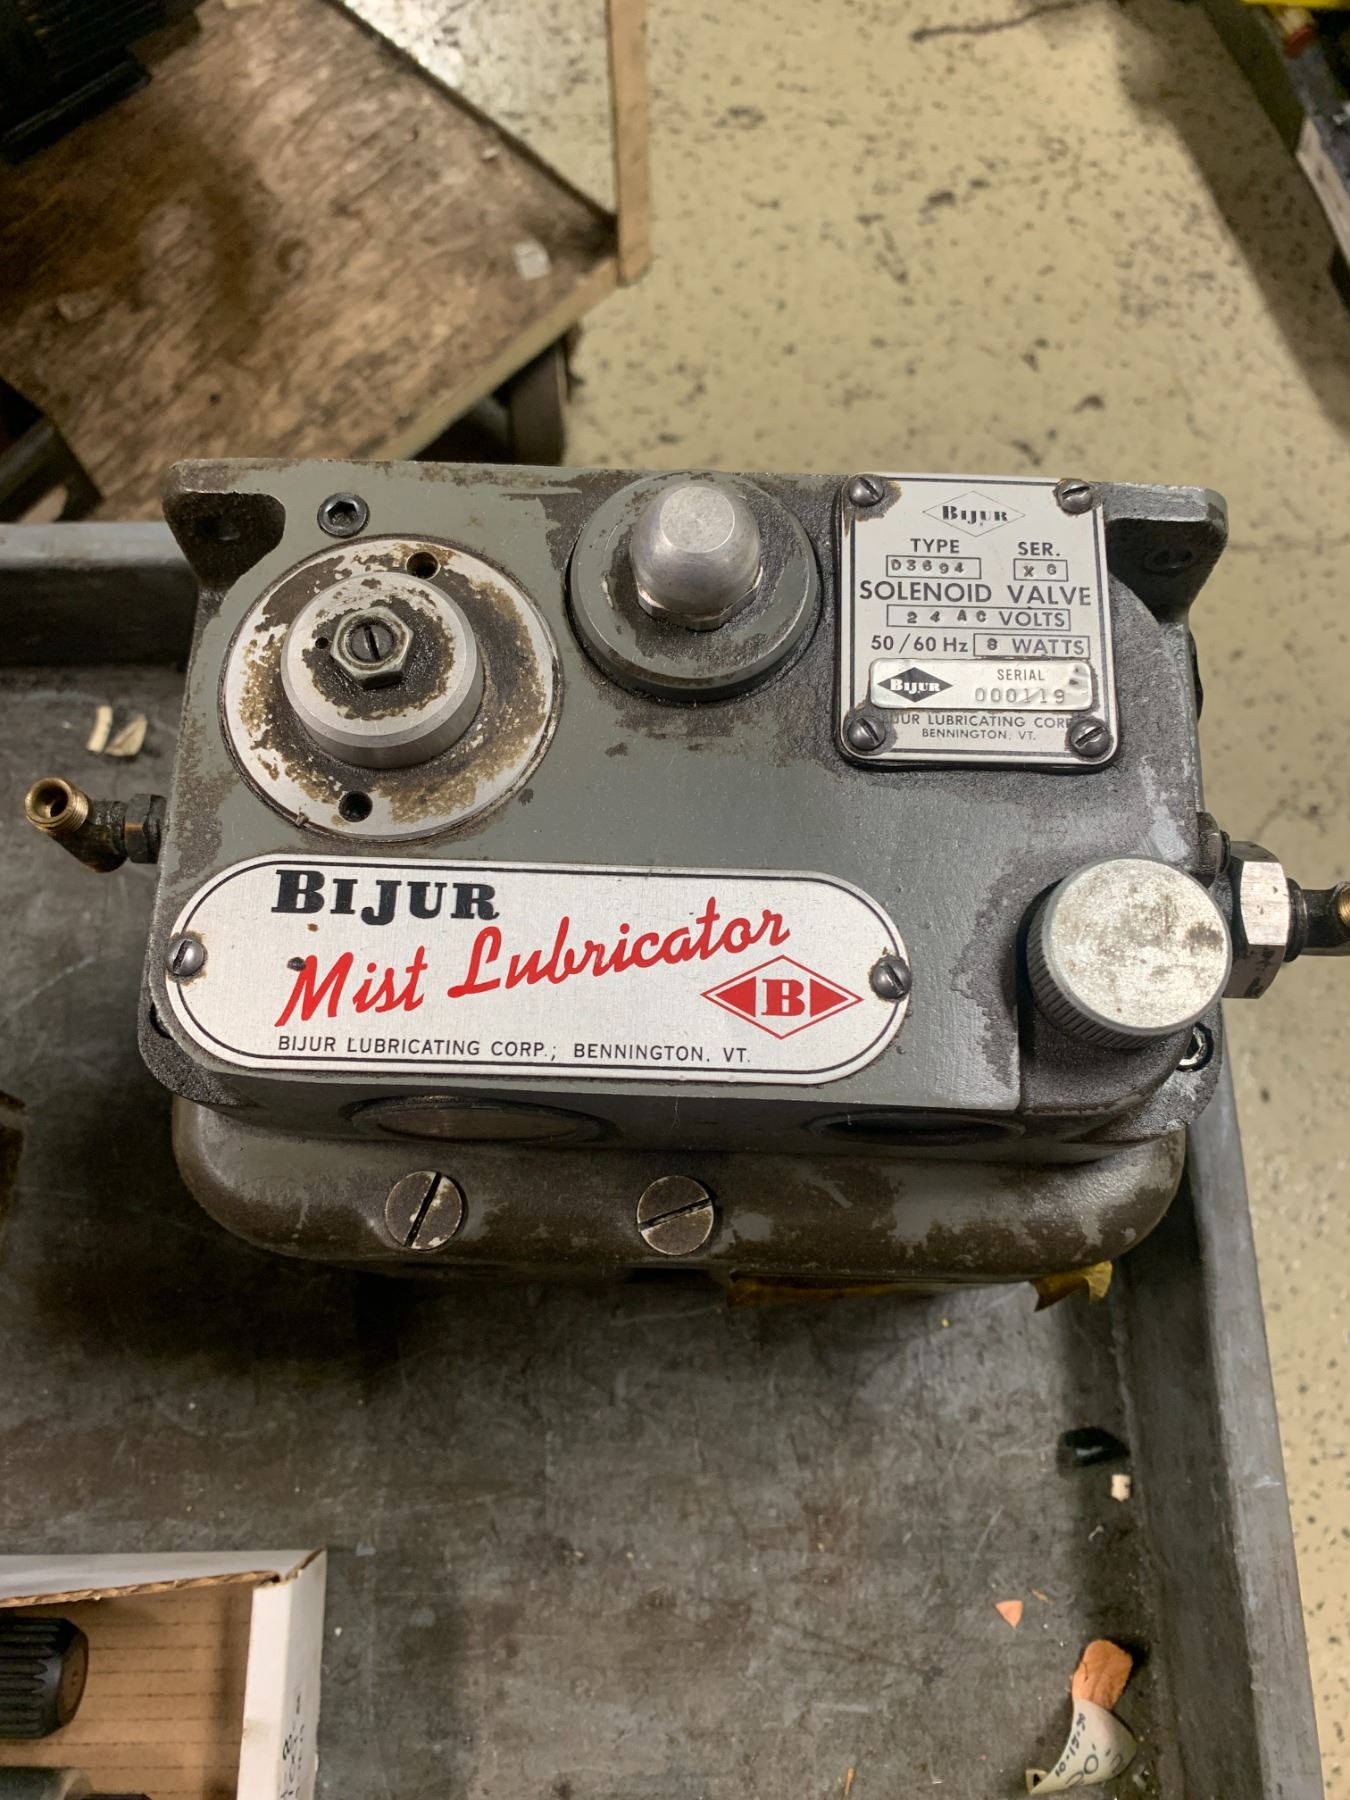 BIJUR
TYPE SER.
D3694 X G
SOLENOID VALVE
24 AC VOLTS
50/60 Hz 8 WATTS
BIJUR SERIAL
000119
BIJUR LUBRICATING CORP.
BENNINGTON, VT.
BIJUR
Mist Lubricator
B
BIJUR LUBRICATING CORP.; BENNINGTON, VT.